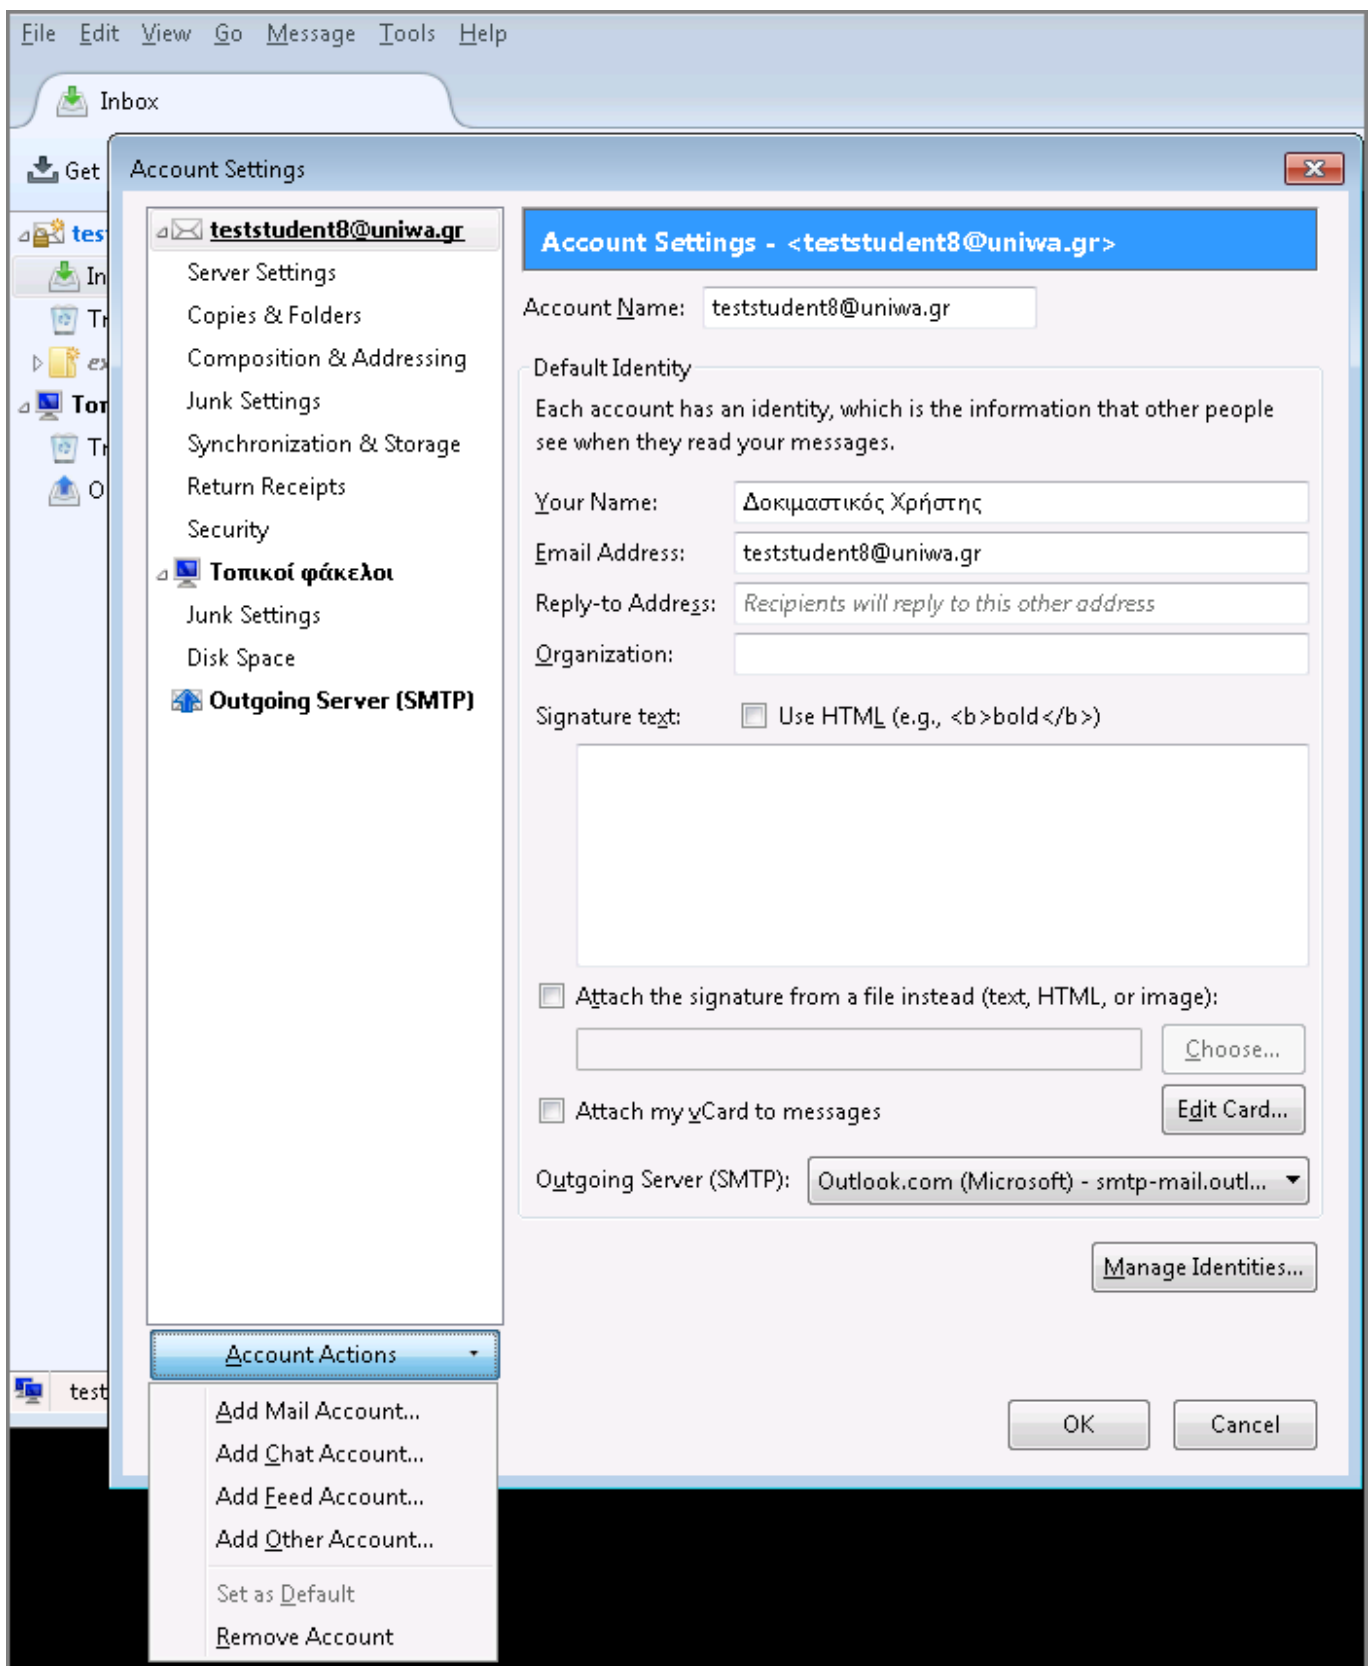 File Edit View Go Message Tools Help
Inbox
Get
Account Settings
teststudent8@uniwa.gr
Server Settings
Copies & Folders
Composition & Addressing
Junk Settings
Synchronization & Storage
Return Receipts
Security
Τοπικοί φάκελοι
Junk Settings
Disk Space
Outgoing Server (SMTP)
Account Settings - <teststudent8@uniwa.gr>
Account Name: teststudent8@uniwa.gr
Default Identity
Each account has an identity, which is the information that other people
see when they read your messages.
Your Name: Δοκιμαστικός Χρήστης
Email Address: teststudent8@uniwa.gr
Reply-to Address: Recipients will reply to this other address
Organization:
Signature text: Use HTML (e.g., <b>bold</b>)
Attach the signature from a file instead (text, HTML, or image):
Choose...
Attach my vCard to messages
Edit Card...
Outgoing Server (SMTP): Outlook.com (Microsoft) - smtp-mail.outl...
Manage Identities...
OK Cancel
Account Actions
Add Mail Account...
Add Chat Account...
Add Feed Account...
Add Other Account...
Set as Default
Remove Account
tes
In
Tr
ex
Τοπ
Tr
O
test